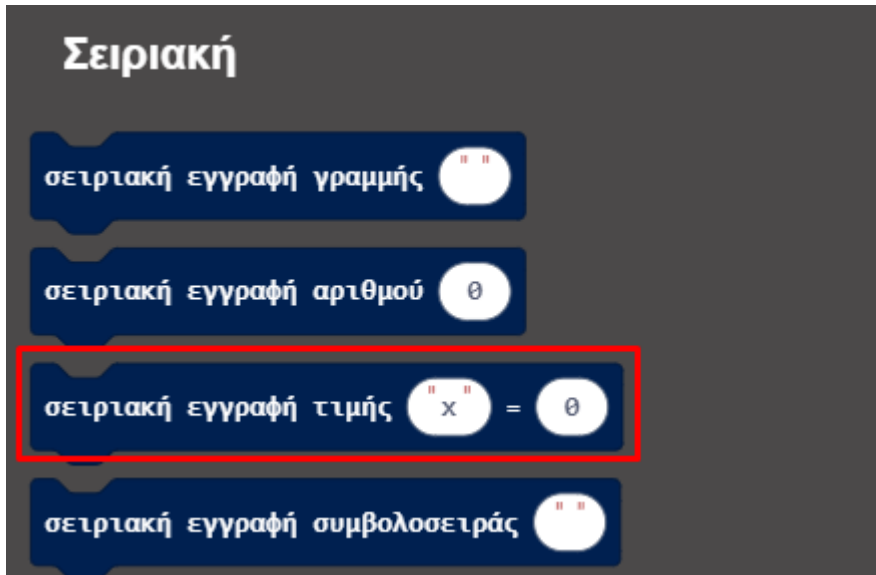 Σειριακή
σειριακή εγγραφή γραμμής " "
σειριακή εγγραφή αριθμού 0
σειριακή εγγραφή τιμής "x" = 0
σειριακή εγγραφή συμβολοσειράς " "